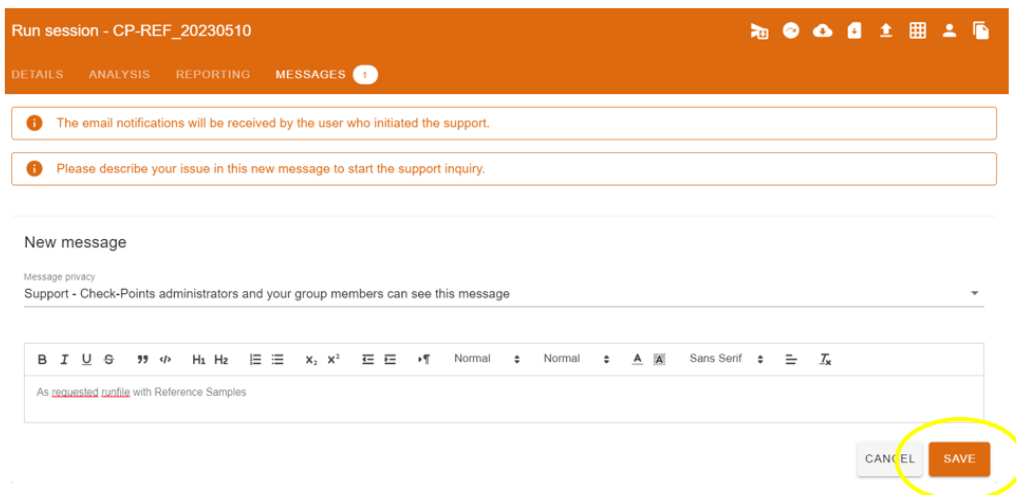 Run session - CP-REF_20230510
DETAILS ANALYSIS REPORTING MESSAGES 1
The email notifications will be received by the user who initiated the support.
Please describe your issue in this new message to start the support inquiry.
New message
Message privacy
Support - Check-Points administrators and your group members can see this message
B I U S ” </> H1 H2 X2 X2 ¶ Normal Normal A A Sans Serif Tx
As requested runfile with Reference Samples
CANCEL SAVE